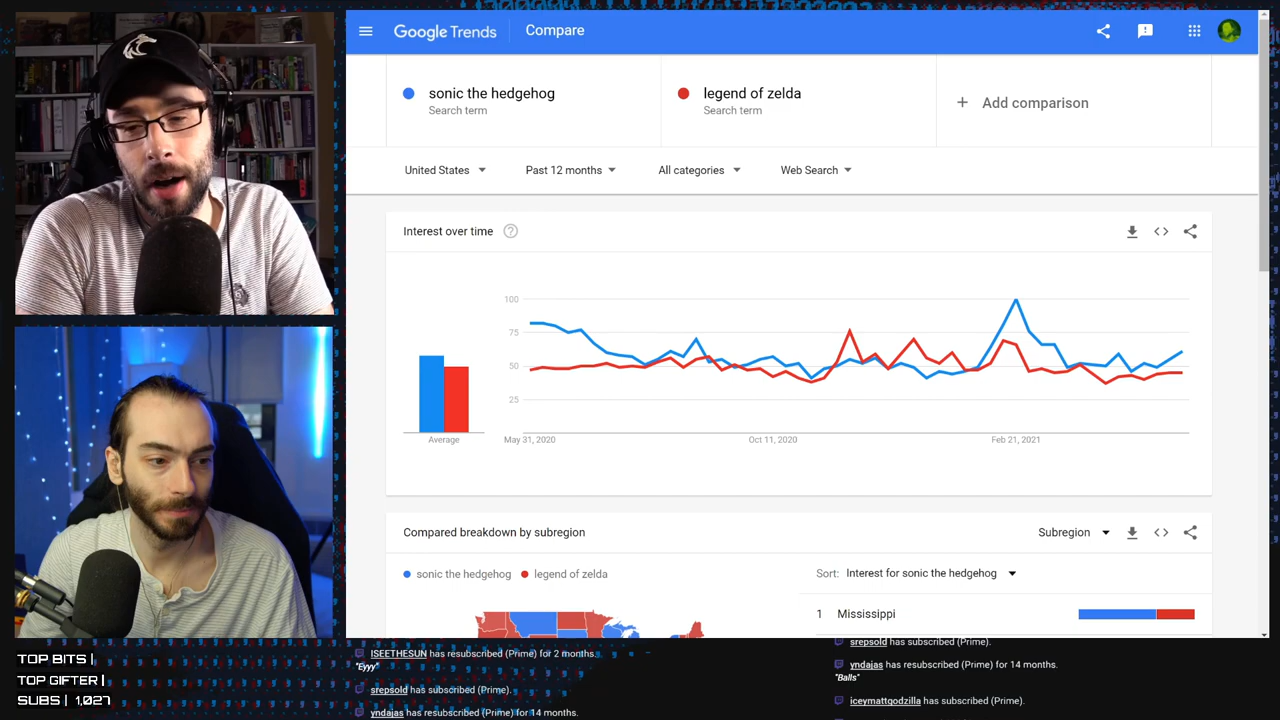 Google Trends
Compare
sonic the hedgehog
Search term
legend of zelda
Search term
+ Add comparison
United States
Past 12 months
All categories
Web Search
Interest over time
?
100
75
50
25
Average
May 31, 2020
Oct 11, 2020
Feb 21, 2021
Compared breakdown by subregion
Subregion
sonic the hedgehog
legend of zelda
Sort: Interest for sonic the hedgehog
1 Mississippi
TOP BITS |
TOP GIFTER |
SUBS | 1,027
ISEETHESUN has resubscribed (Prime) for 2 months.
"Eyyy"
srepsold has subscribed (Prime).
yndajas has resubscribed (Prime) for 14 months.
srepsold has subscribed (Prime).
yndajas has resubscribed (Prime) for 14 months.
"Balls"
iceymattgodzilla has subscribed (Prime).